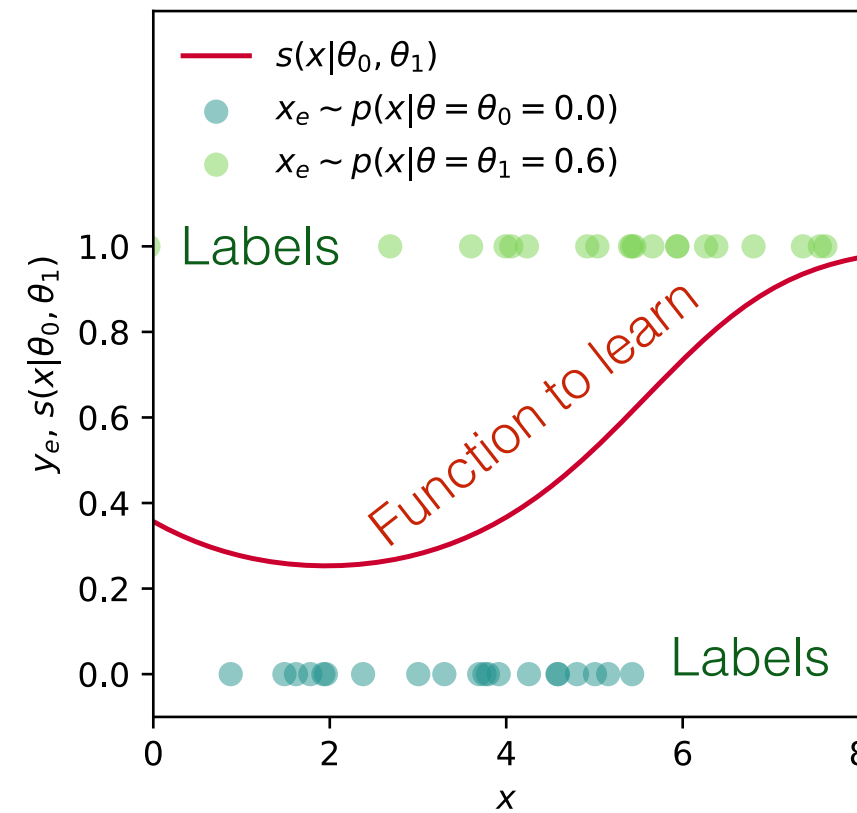 s(x|θ₀, θ₁)
xₑ ~ p(x|θ = θ₀ = 0.0)
xₑ ~ p(x|θ = θ₁ = 0.6)
Labels
1.0
0.8
0.6
0.4
0.2
0.0
yₑ, s(x|θ₀, θ₁)
Function to learn
Labels
0 2 4 6 8
x